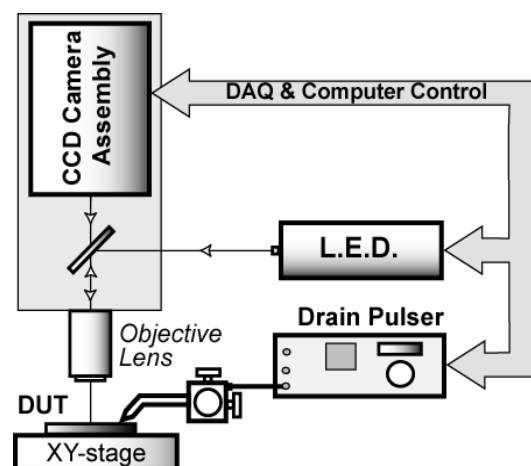 CCD Camera
Assembly
DAQ & Computer Control
L.E.D.
Drain Pulser
Objective
Lens
DUT
XY-stage